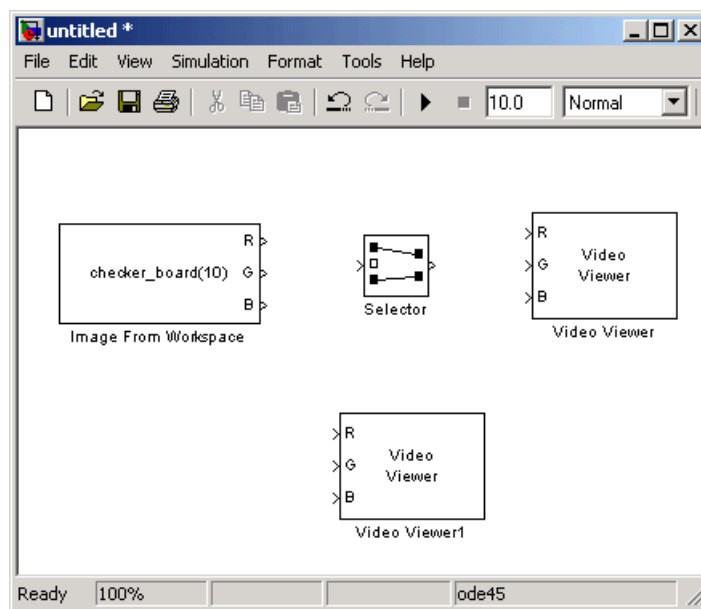 untitled *
File Edit View Simulation Format Tools Help
10.0 Normal
R
checker_board(10) G
B
Image From Workspace
Selector
R
G
B
Video
Viewer
Video Viewer
R
G
B
Video
Viewer
Video Viewer1
Ready 100% ode45